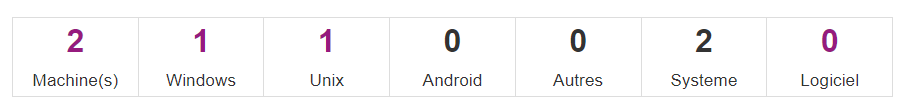 2 1 1 0 0 2 0
Machine(s) Windows Unix Android Autres Systeme Logiciel